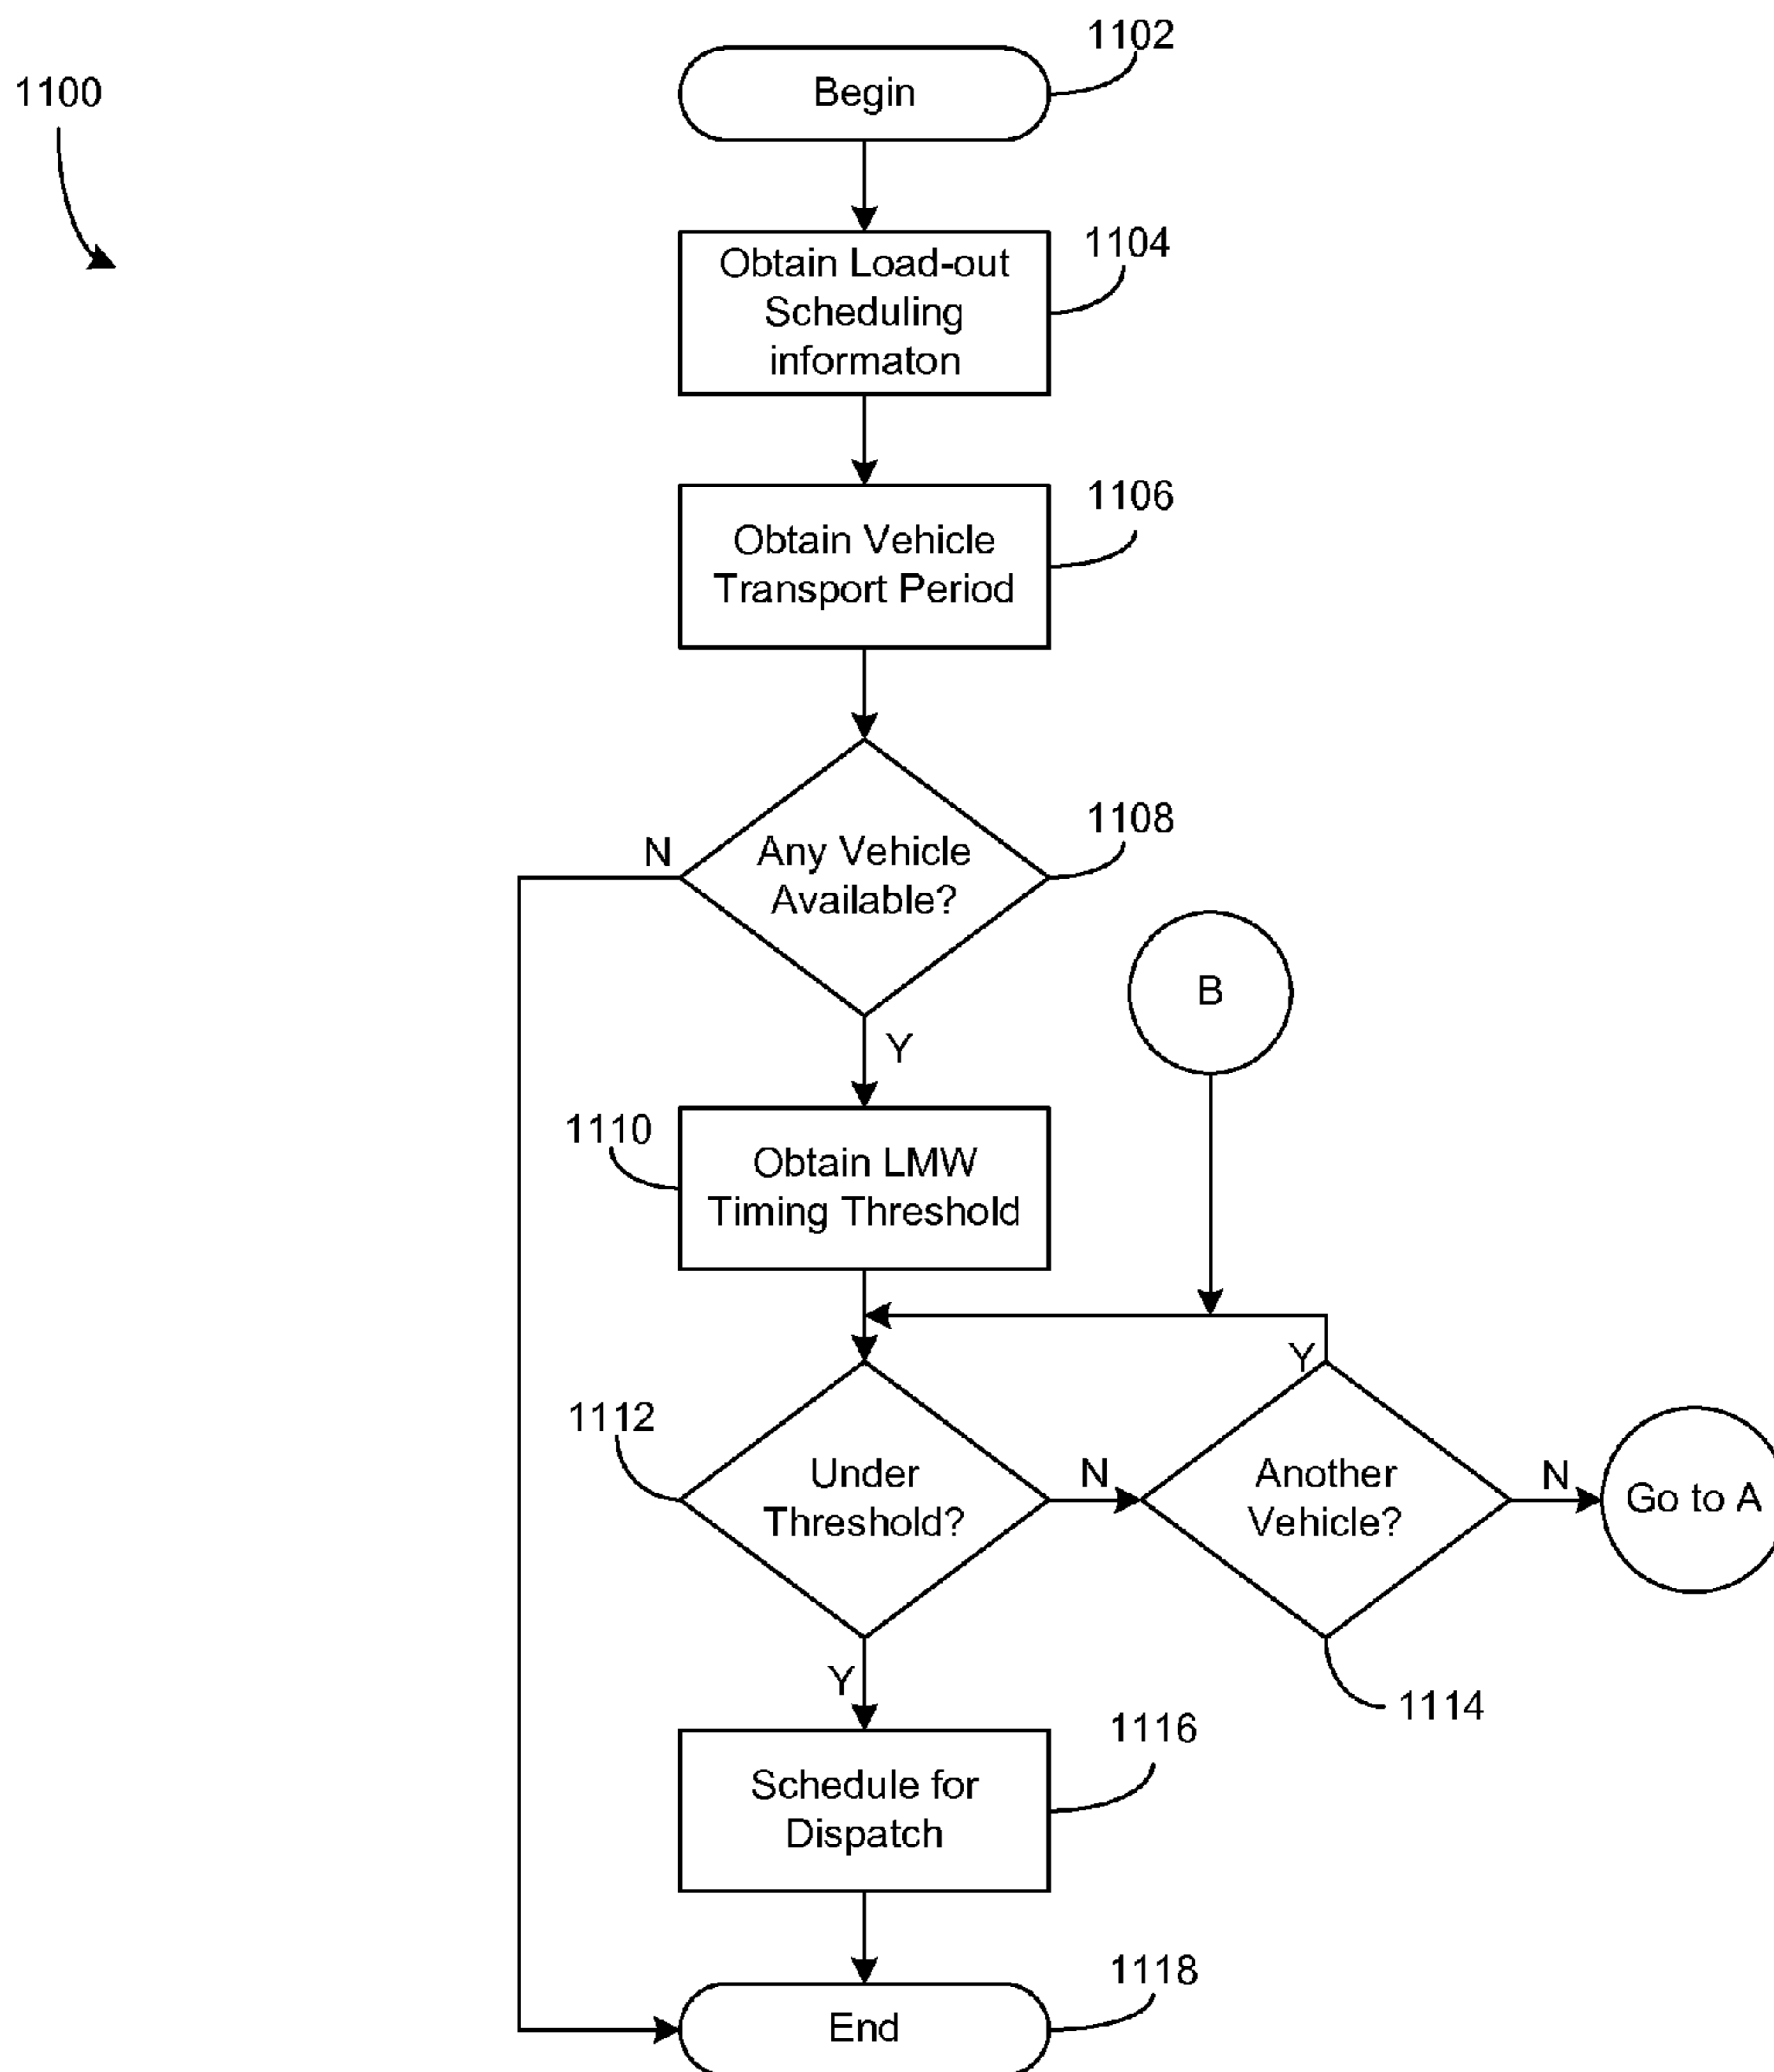 1102
1100
Begin
1104
Obtain Load-out
Scheduling
informaton
1106
Obtain Vehicle
Transport Period
1108
N
Any Vehicle
Available?
B
Y
1110
Obtain LMW
Timing Threshold
Y
1112
Under
Threshold?
N
Another
Vehicle?
N
Go to A
Y
1114
1116
Schedule for
Dispatch
1118
End